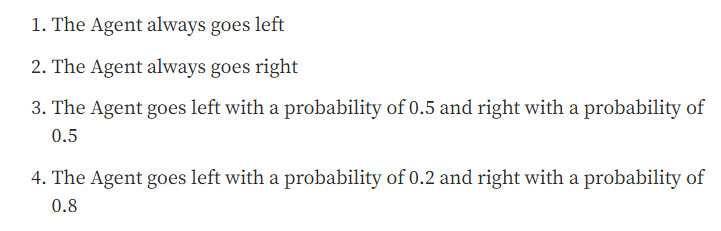 1. The Agent always goes left
2. The Agent always goes right
3. The Agent goes left with a probability of 0.5 and right with a probability of
0.5
4. The Agent goes left with a probability of 0.2 and right with a probability of
0.8